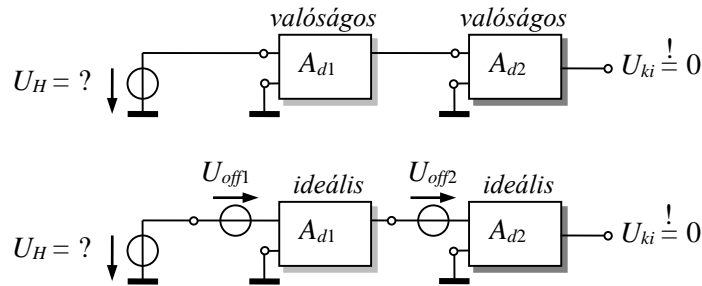 valóságos valóságos
U_H = ? A_d1 A_d2 U_ki =! 0
U_off1 ideális U_off2 ideális
U_H = ? A_d1 A_d2 U_ki =! 0